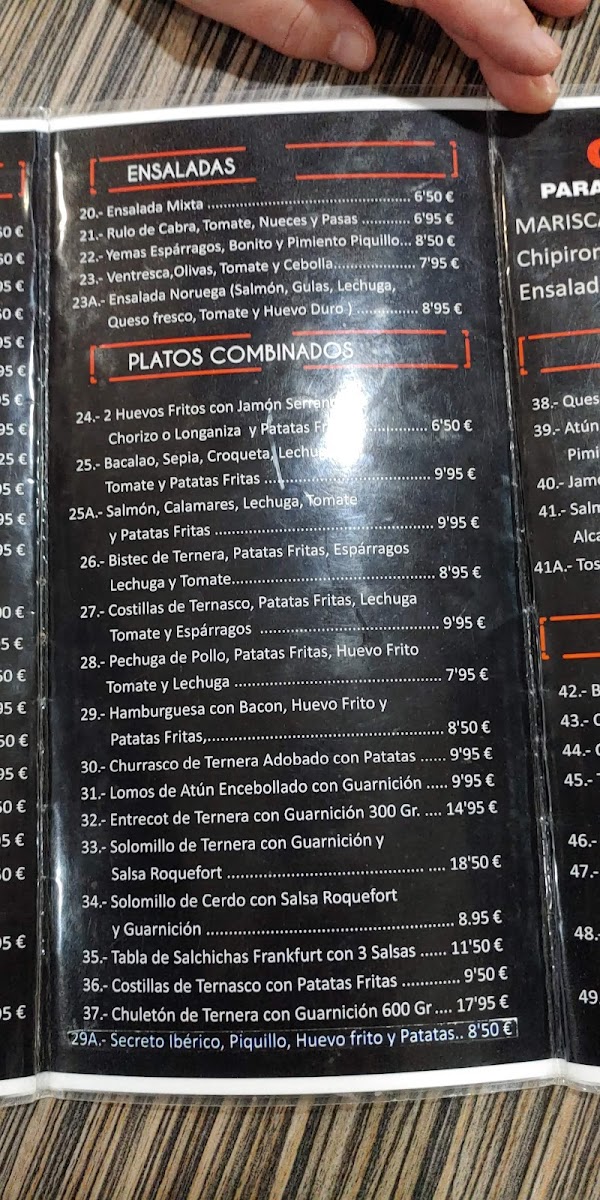 ENSALADAS
20.- Ensalada Mixta ........................................ 6'50 €
21.- Rulo de Cabra, Tomate, Nueces y Pasas ........... 6'95 €
22.- Yemas Espárragos, Bonito y Pimiento Piquillo... 8'50 €
23.- Ventresca,Olivas, Tomate y Cebolla................. 7'95 €
23A.- Ensalada Noruega (Salmón, Gulas, Lechuga,
Queso fresco, Tomate y Huevo Duro ) .............. 8'95 €
PLATOS COMBINADOS
24.- 2 Huevos Fritos con Jamón
Chorizo o Longaniza y Patatas ................ 6'50 €
25.- Bacalao, Sepia, Croqueta,
Tomate y Patatas Fritas ................................ 9'95 €
25A.- Salmón, Calamares, Lechuga, Tomate
y Patatas Fritas .......................................... 9'95 €
26.- Bistec de Ternera, Patatas Fritas, Espárragos
Lechuga y Tomate........................................ 8'95 €
27.- Costillas de Ternasco, Patatas Fritas, Lechuga
Tomate y Espárragos ................................... 9'95 €
28.- Pechuga de Pollo, Patatas Fritas, Huevo Frito
Tomate y Lechuga ........................................ 7'95 €
29.- Hamburguesa con Bacon, Huevo Frito y
Patatas Fritas,.............................................. 8'50 €
30.- Churrasco de Ternera Adobado con Patatas ...... 9'95 €
31.- Lomos de Atún Encebollado con Guarnición ..... 9'95 €
32.- Entrecot de Ternera con Guarnición 300 Gr. .... 14'95 €
33.- Solomillo de Ternera con Guarnición y
Salsa Roquefort ...................................... .... 18'50 €
34.- Solomillo de Cerdo con Salsa Roquefort
y Guarnición ................................................ 8.95 €
35.- Tabla de Salchichas Frankfurt con 3 Salsas ...... 11'50 €
36.- Costillas de Ternasco con Patatas Fritas ............ 9'50 €
37.- Chuletón de Ternera con Guarnición 600 Gr .... 17'95 €
29A.- Secreto Ibérico, Piquillo, Huevo frito y Patatas.. 8'50 €
PARA
Ensalad
38.- Ques
39.- Atún
Pimi
40.- Jamo
41.- Salm
Alca
41A.- Tos
42.- B
43.- C
44.- C
45.- T
46.-
47.-
48.-
49.